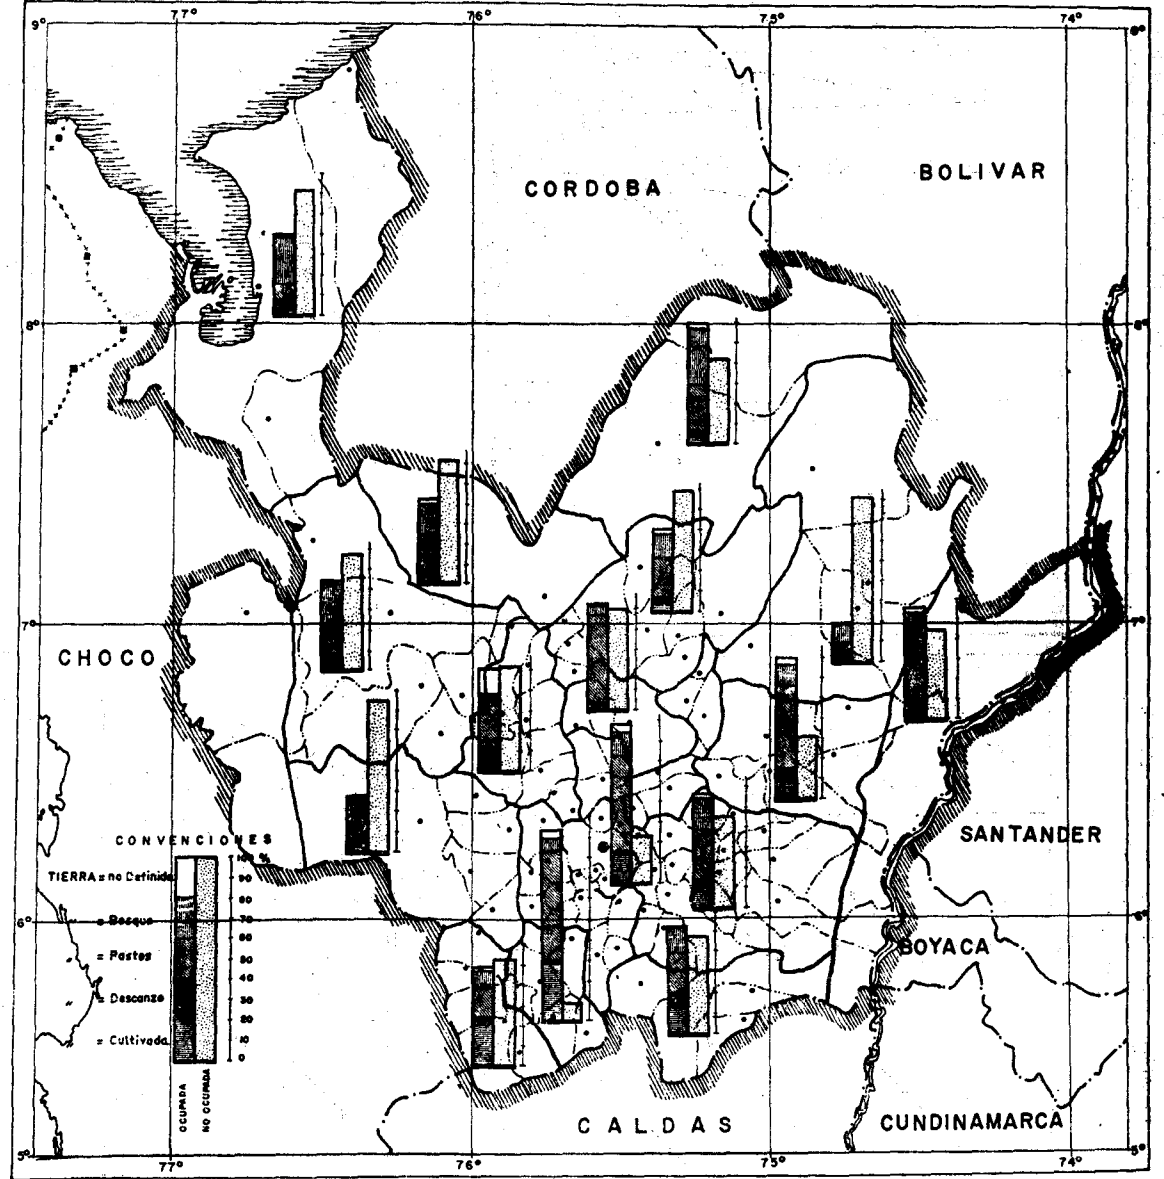 77° 76° 75° 74°
9° 9°
CORDOBA
BOLIVAR
8° 8°
7° 7°
CHOCO
SANTANDER
CONVENCIONES
TIERRA = no Definida
" = Bosque
" = Pastos
" = Descanzo
" = Cultivada
100 %
90
80
70
60
50
40
30
20
10
0
OCUPADA
NO OCUPADA
6° 6°
BOYACA
CALDAS
CUNDINAMARCA
5° 5°
77° 76° 75° 74°